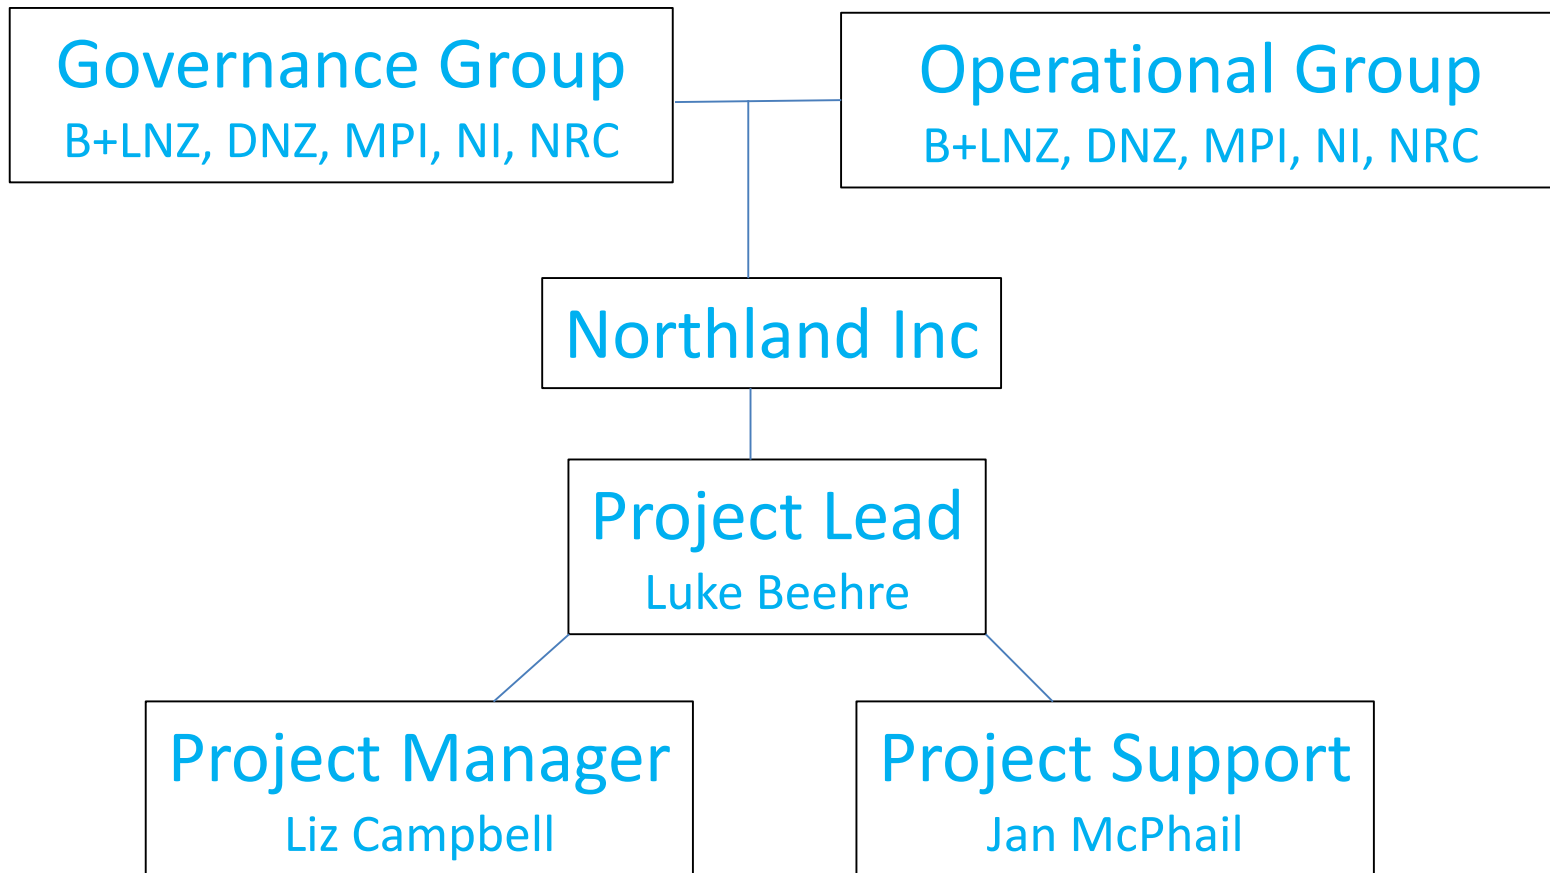 Governance Group
B+LNZ, DNZ, MPI, NI, NRC
Operational Group
B+LNZ, DNZ, MPI, NI, NRC
Northland Inc
Project Lead
Luke Beehre
Project Manager
Liz Campbell
Project Support
Jan McPhail